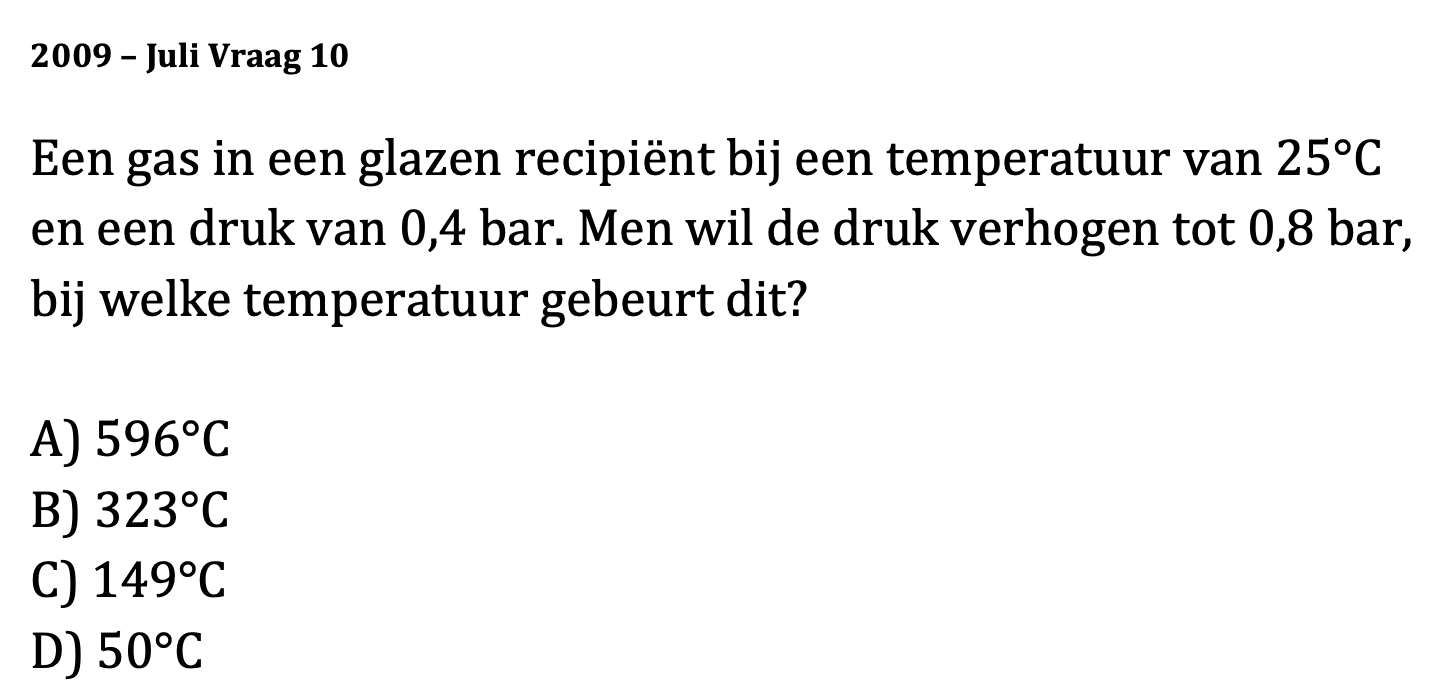 2009 – Juli Vraag 10
Een gas in een glazen recipiënt bij een temperatuur van 25°C
en een druk van 0,4 bar. Men wil de druk verhogen tot 0,8 bar,
bij welke temperatuur gebeurt dit?
A) 596°C
B) 323°C
C) 149°C
D) 50°C